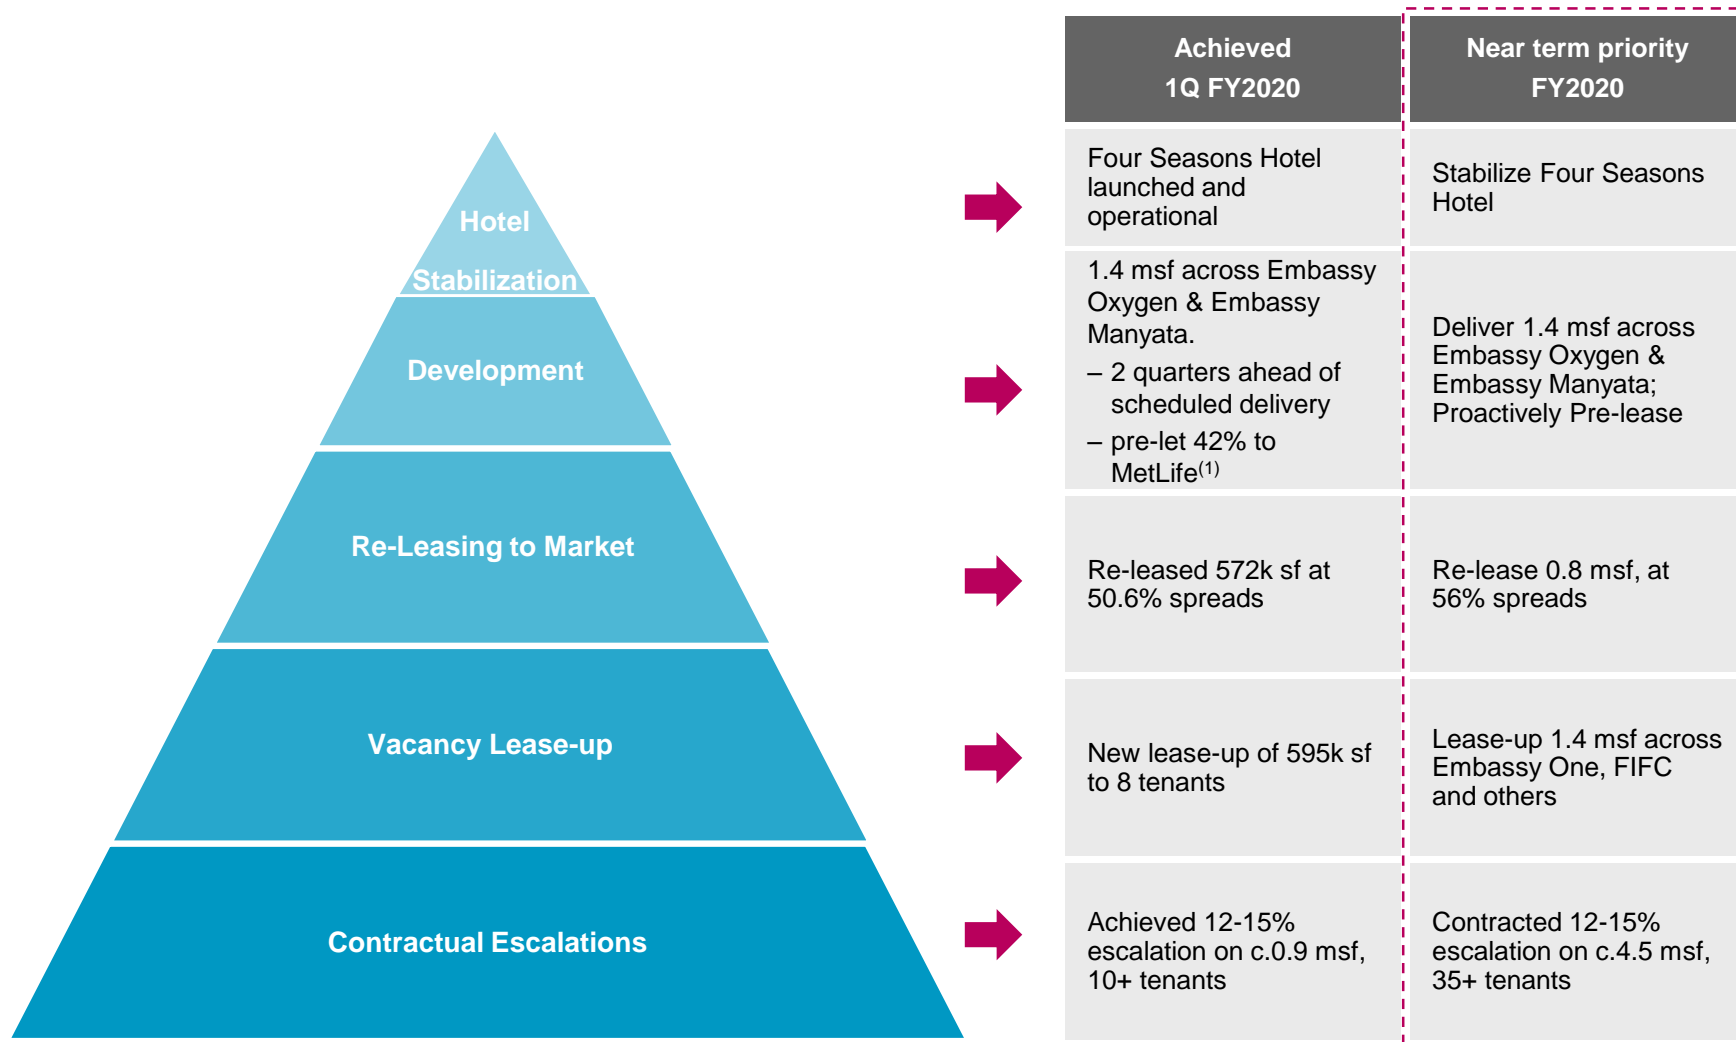 Achieved
1Q FY2020
Near term priority
FY2020
Hotel
Stabilization
Four Seasons Hotel
launched and
operational
Stabilize Four Seasons
Hotel
Development
1.4 msf across Embassy
Oxygen & Embassy
Manyata.
– 2 quarters ahead of
scheduled delivery
– pre-let 42% to
MetLife(1)
Deliver 1.4 msf across
Embassy Oxygen &
Embassy Manyata;
Proactively Pre-lease
Re-Leasing to Market
Re-leased 572k sf at
50.6% spreads
Re-lease 0.8 msf, at
56% spreads
Vacancy Lease-up
New lease-up of 595k sf
to 8 tenants
Lease-up 1.4 msf across
Embassy One, FIFC
and others
Contractual Escalations
Achieved 12-15%
escalation on c.0.9 msf,
10+ tenants
Contracted 12-15%
escalation on c.4.5 msf,
35+ tenants